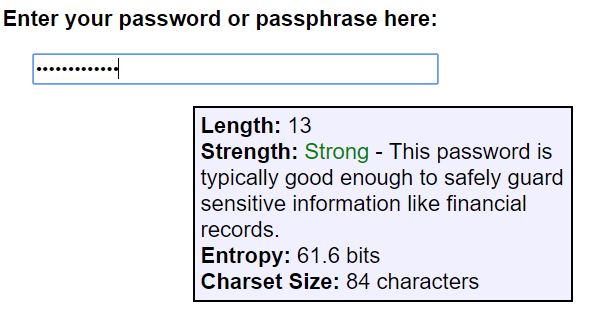 Enter your password or passphrase here:
•••••••••••••
Length: 13
Strength: Strong - This password is
typically good enough to safely guard
sensitive information like financial
records.
Entropy: 61.6 bits
Charset Size: 84 characters